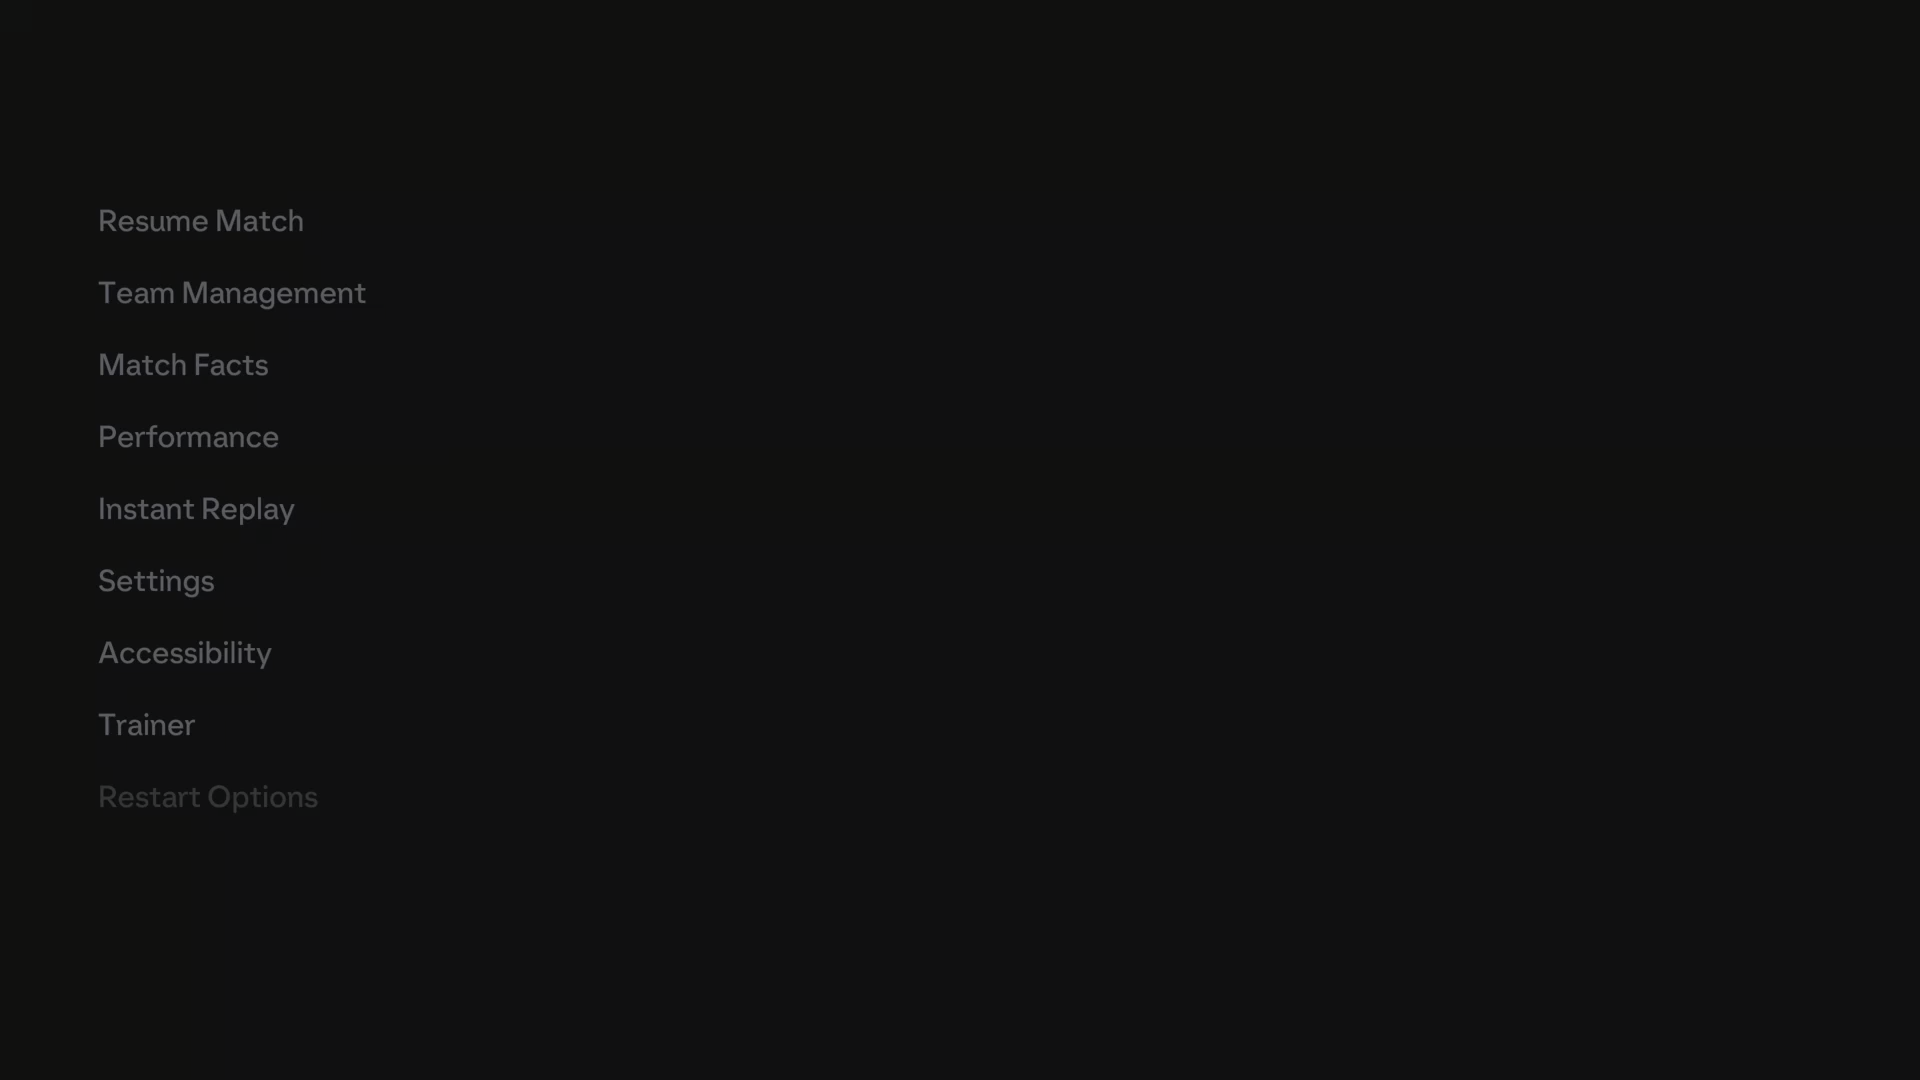 Resume Match
Team Management
Match Facts
Performance
Instant Replay
Settings
Accessibility
Trainer
Restart Options